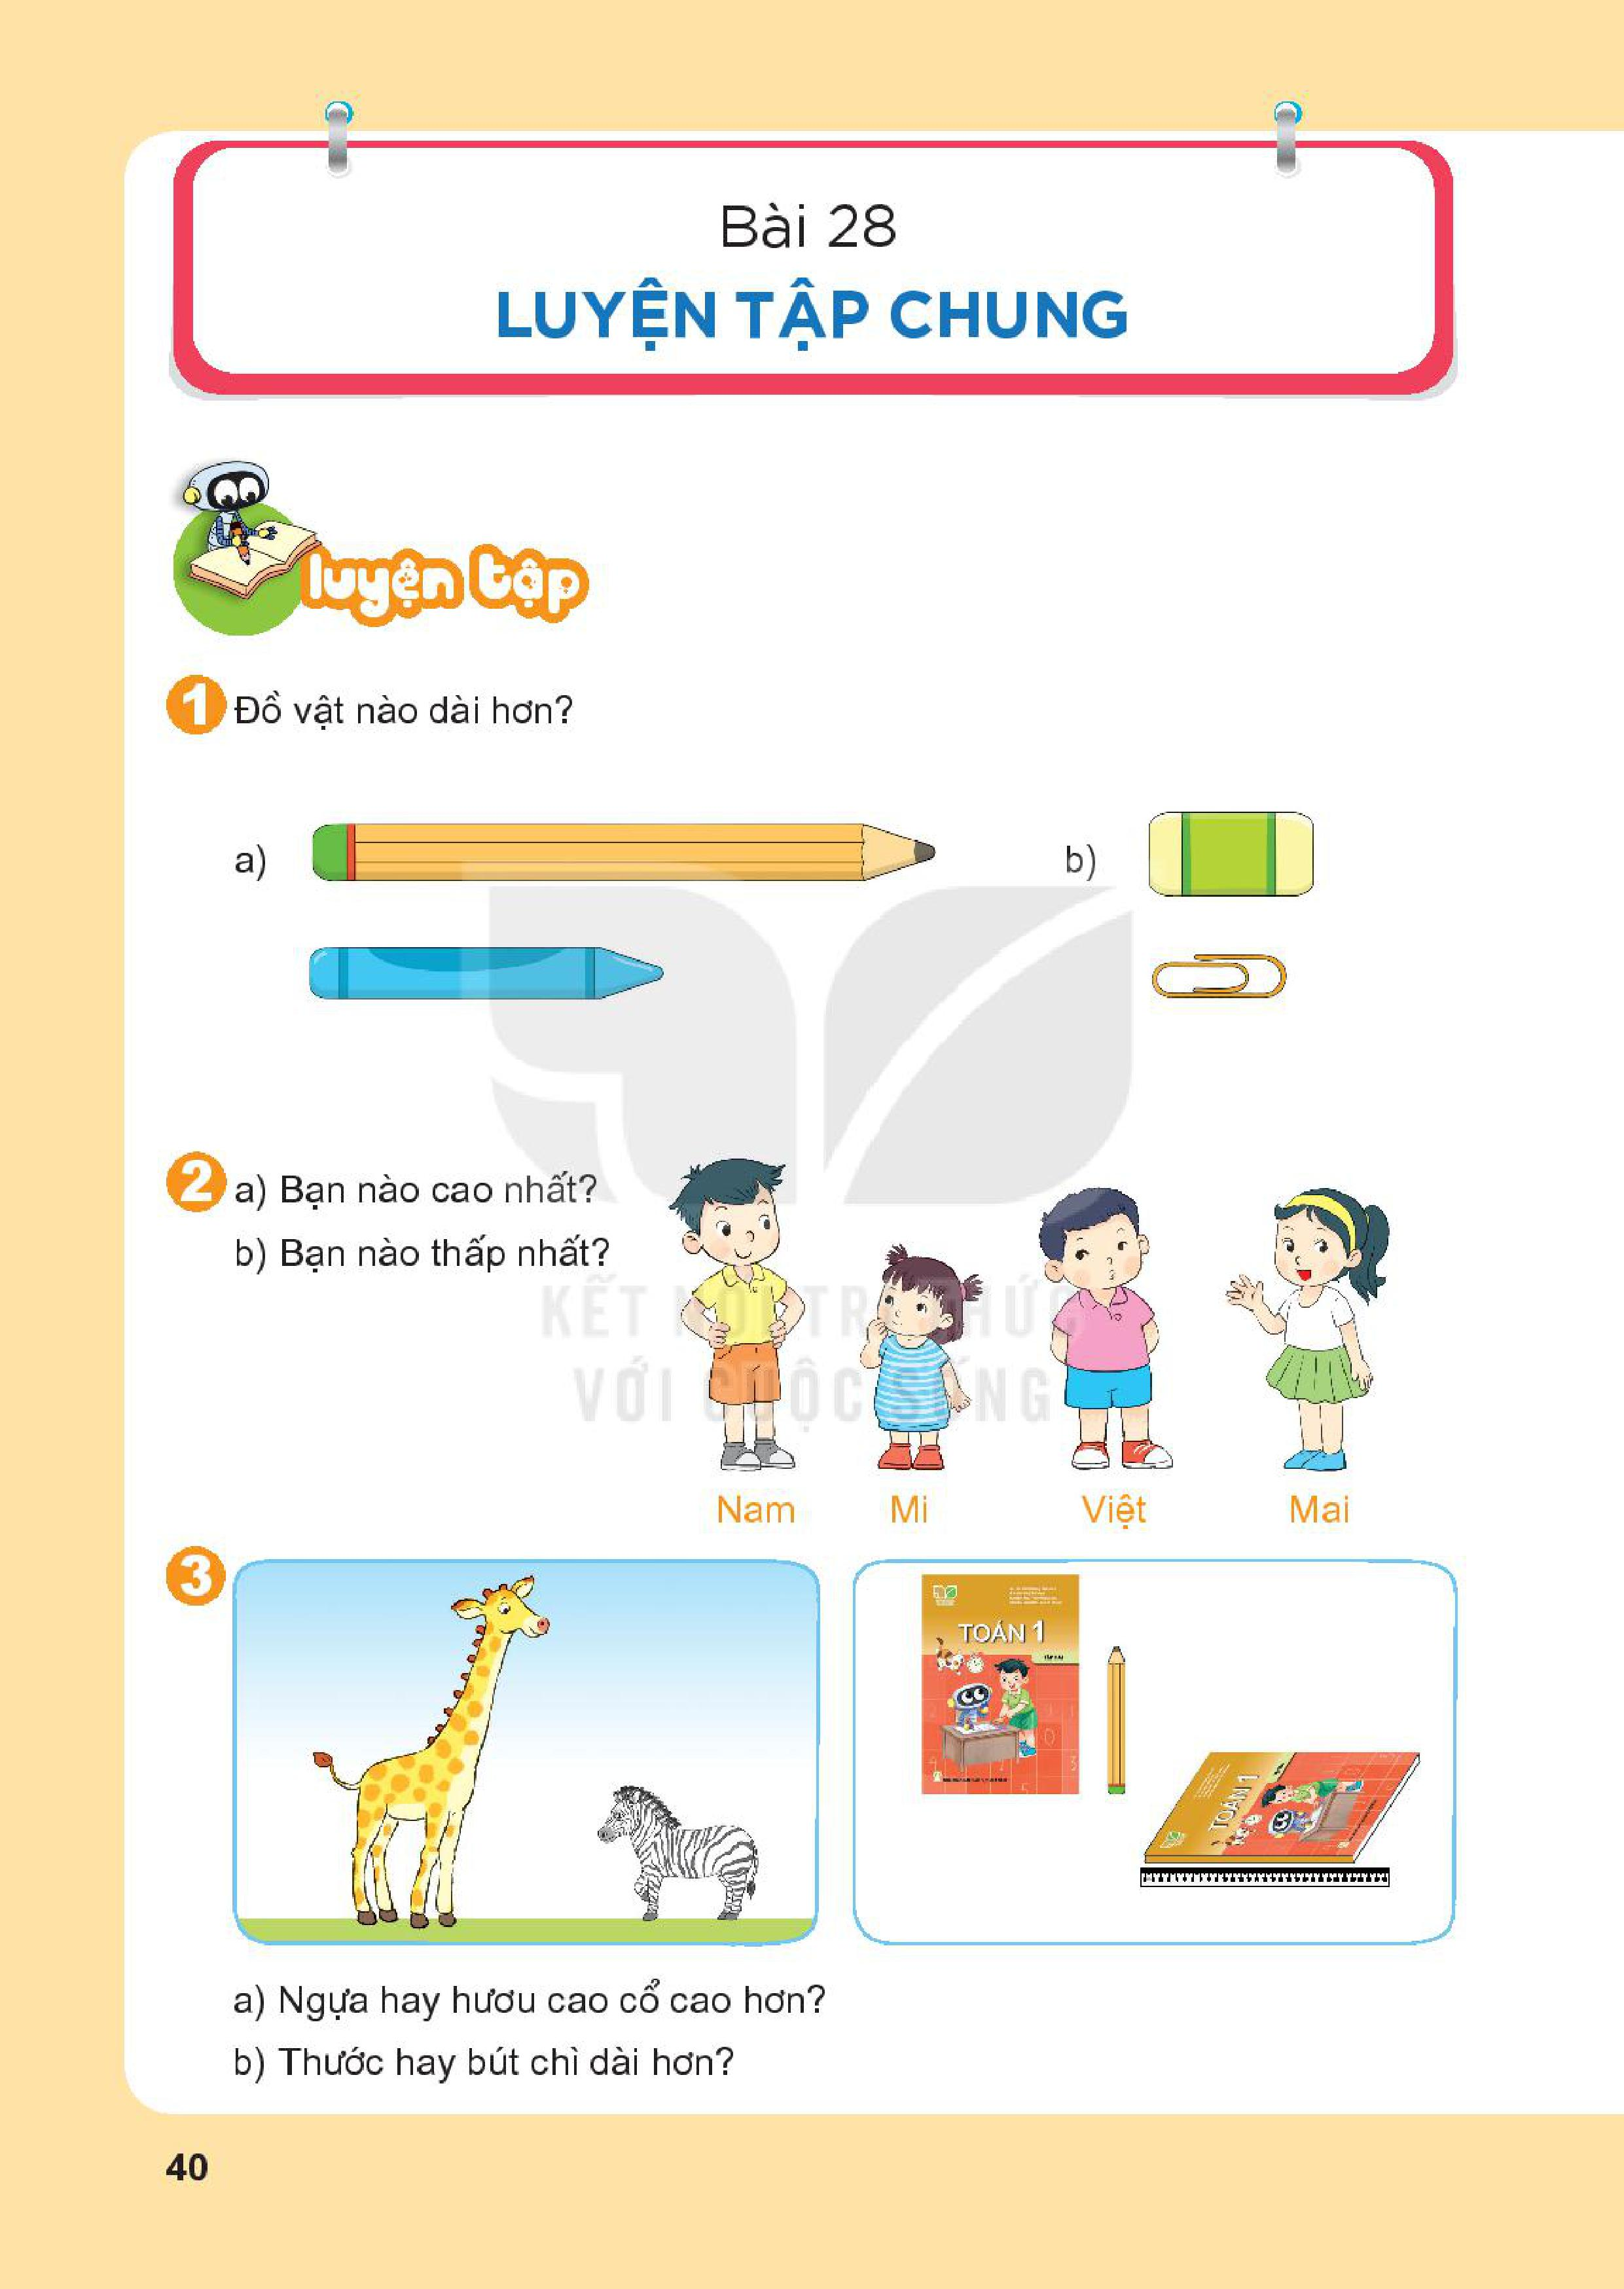 Bài 28
LUYỆN TẬP CHUNG
luyện tập
1 Đồ vật nào dài hơn?
a)
b)
2 a) Bạn nào cao nhất?
b) Bạn nào thấp nhất?
KẾT NỐI TRI THỨC
VỚI CUỘC SỐNG
Nam Mi Việt Mai
3
TOÁN 1
TẬP HAI
TOÁN 1
a) Ngựa hay hươu cao cổ cao hơn?
b) Thước hay bút chì dài hơn?
40